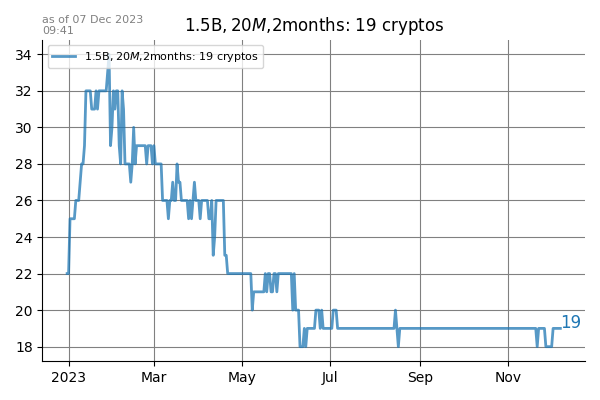 as of 07 Dec 2023
09:41
1.5B, 20M,2months: 19 cryptos
1.5B, 20M,2months: 19 cryptos
34
32
30
28
26
24
22
20
18
19
2023 Mar May Jul Sep Nov